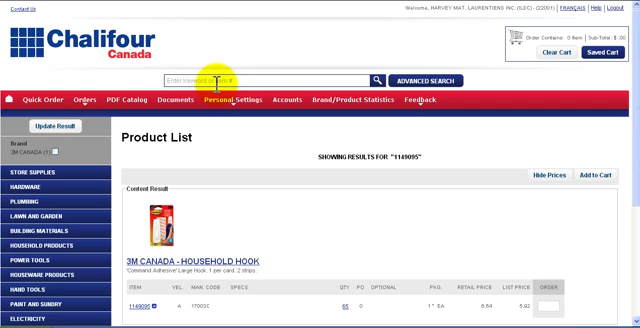 Contact Us
Welcome, HARVEY MAT. LAURENTIENS INC. (ILEC) - (22001) | FRANÇAIS | Help | Logout
Chalifour
Canada
Order Contains: 0 Item | Sub-Total: $ .00
Clear Cart
Saved Cart
Enter Keyword or Item #
ADVANCED SEARCH
Quick Order
Orders
PDF Catalog
Documents
Personal Settings
Accounts
Brand/Product Statistics
Feedback
Update Result
Brand
3M CANADA (1)
STORE SUPPLIES
HARDWARE
PLUMBING
LAWN AND GARDEN
BUILDING MATERIALS
HOUSEHOLD PRODUCTS
POWER TOOLS
HOUSEWARE PRODUCTS
HAND TOOLS
PAINT AND SUNDRY
ELECTRICITY
Product List
SHOWING RESULTS FOR "1149095"
Hide Prices
Add to Cart
Content Result
3M CANADA - HOUSEHOLD HOOK
'Command Adhesive' Large Hook. 1 per card. 2 strips.
ITEM VEL. MAN. CODE SPECS QTY PO OPTIONAL PKG. RETAIL PRICE LIST PRICE ORDER
1149095 A 17003C 65 0 1 * EA 6.54 5.92